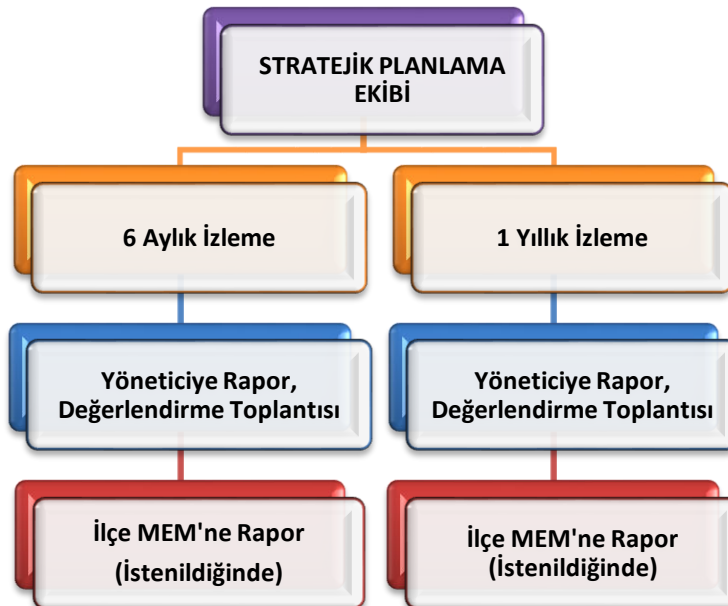 STRATEJİK PLANLAMA
EKİBİ
6 Aylık İzleme
1 Yıllık İzleme
Yöneticiye Rapor,
Değerlendirme Toplantısı
Yöneticiye Rapor,
Değerlendirme Toplantısı
İlçe MEM'ne Rapor
(İstenildiğinde)
İlçe MEM'ne Rapor
(İstenildiğinde)